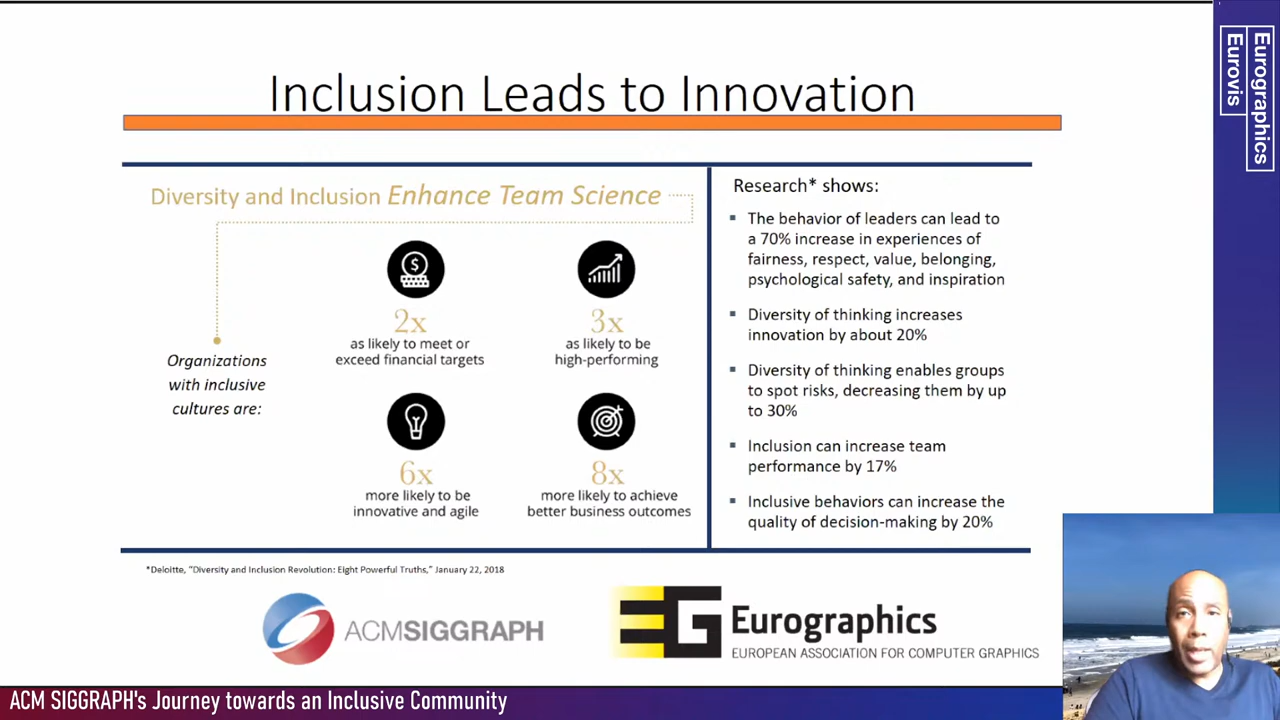 Inclusion Leads to Innovation
Eurographics
Eurovis
Diversity and Inclusion Enhance Team Science
Organizations
with inclusive
cultures are:
2x
as likely to meet or
exceed financial targets
3x
as likely to be
high-performing
6x
more likely to be
innovative and agile
8x
more likely to achieve
better business outcomes
Research* shows:
▪ The behavior of leaders can lead to
a 70% increase in experiences of
fairness, respect, value, belonging,
psychological safety, and inspiration
▪ Diversity of thinking increases
innovation by about 20%
▪ Diversity of thinking enables groups
to spot risks, decreasing them by up
to 30%
▪ Inclusion can increase team
performance by 17%
▪ Inclusive behaviors can increase the
quality of decision-making by 20%
*Deloitte, "Diversity and Inclusion Revolution: Eight Powerful Truths," January 22, 2018
ACMSIGGRAPH
EG Eurographics
EUROPEAN ASSOCIATION FOR COMPUTER GRAPHICS
ACM SIGGRAPH's Journey towards an Inclusive Community